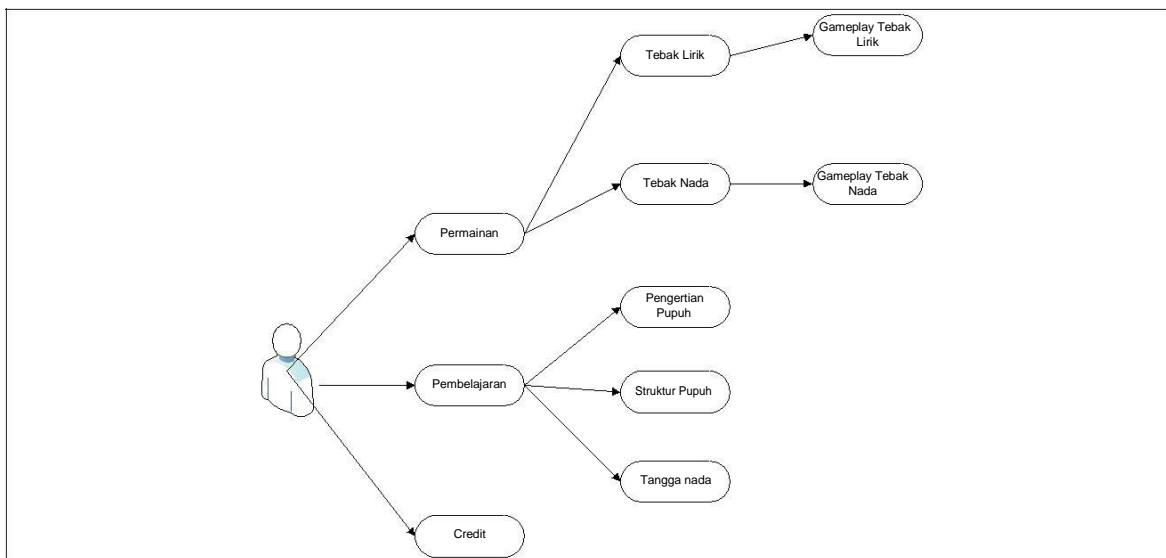 Gameplay Tebak
Lirik
Tebak Lirik
Tebak Nada
Gameplay Tebak
Nada
Permainan
Pengertian
Pupuh
Pembelajaran
Struktur Pupuh
Tangga nada
Credit